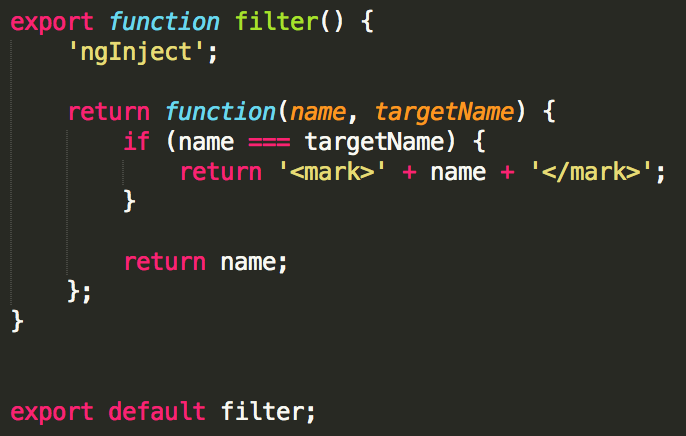 export function filter() {
'ngInject';
return function(name, targetName) {
if (name === targetName) {
return '<mark>' + name + '</mark>';
}
return name;
};
}
export default filter;